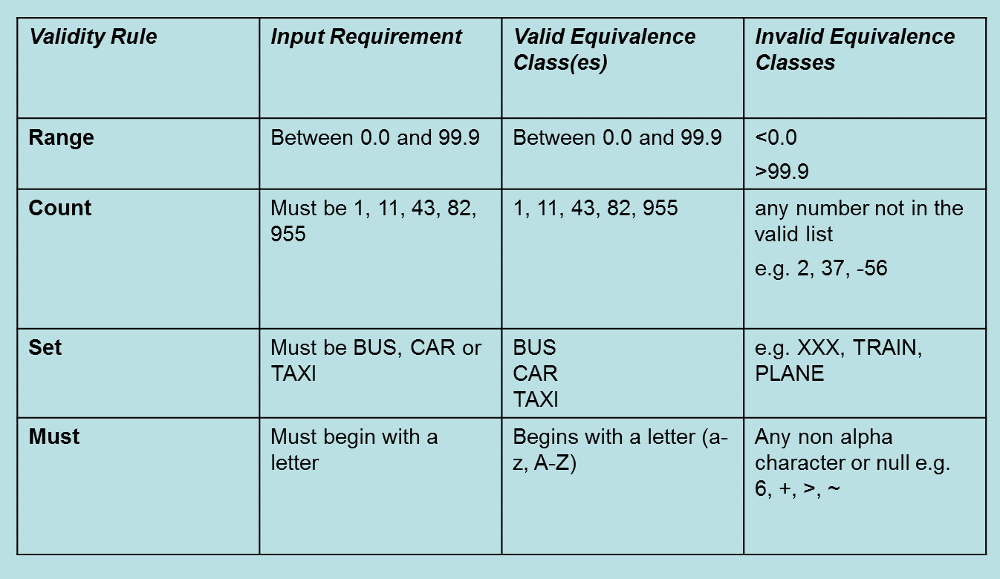 Validity Rule
Input Requirement
Valid Equivalence
Class(es)
Invalid Equivalence
Classes
Range
Between 0.0 and 99.9
Between 0.0 and 99.9
<0.0
>99.9
Count
Must be 1, 11, 43, 82,
955
1, 11, 43, 82, 955
any number not in the
valid list
e.g. 2, 37, -56
Set
Must be BUS, CAR or
TAXI
BUS
CAR
TAXI
e.g. XXX, TRAIN,
PLANE
Must
Must begin with a
letter
Begins with a letter (a-
z, A-Z)
Any non alpha
character or null e.g.
6, +, >, ~